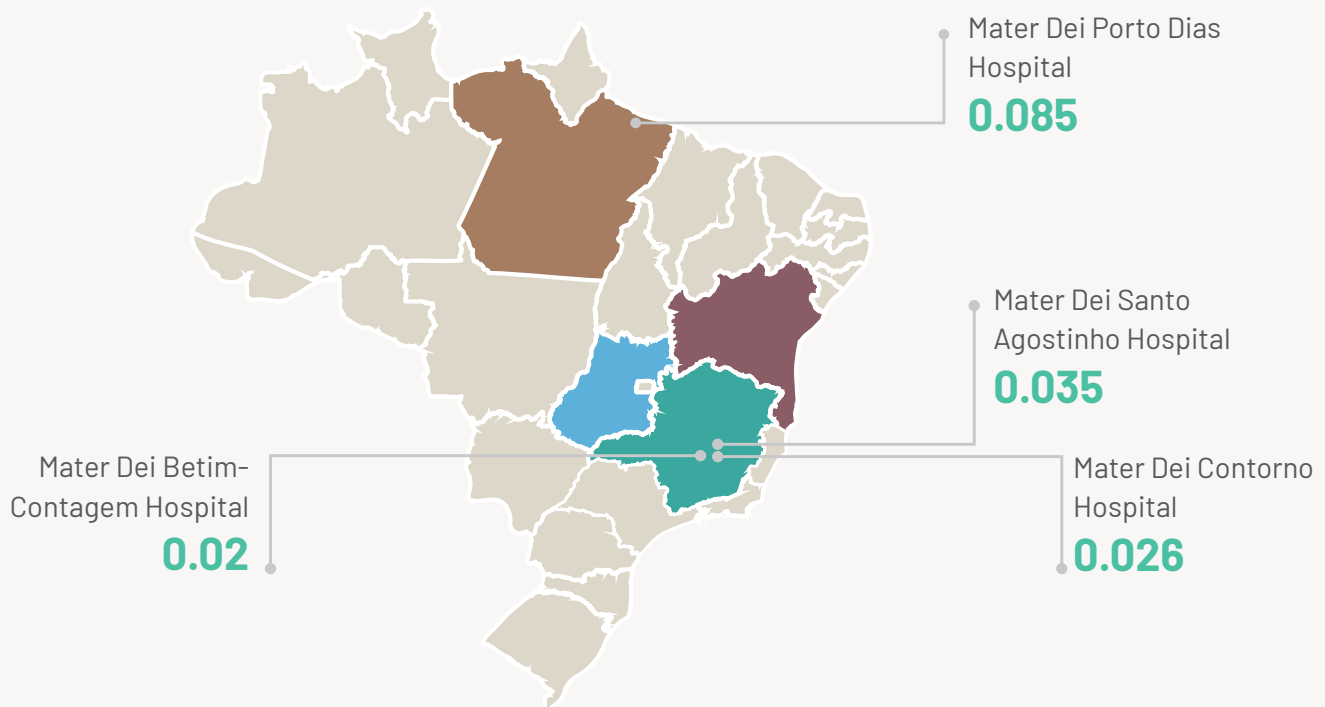 Mater Dei Porto Dias
Hospital
0.085
Mater Dei Santo
Agostinho Hospital
0.035
Mater Dei Betim-
Contagem Hospital
0.02
Mater Dei Contorno
Hospital
0.026